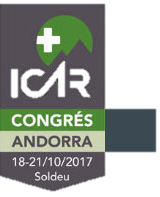 ICAR
CONGRÉS
ANDORRA
18-21/10/2017
Soldeu